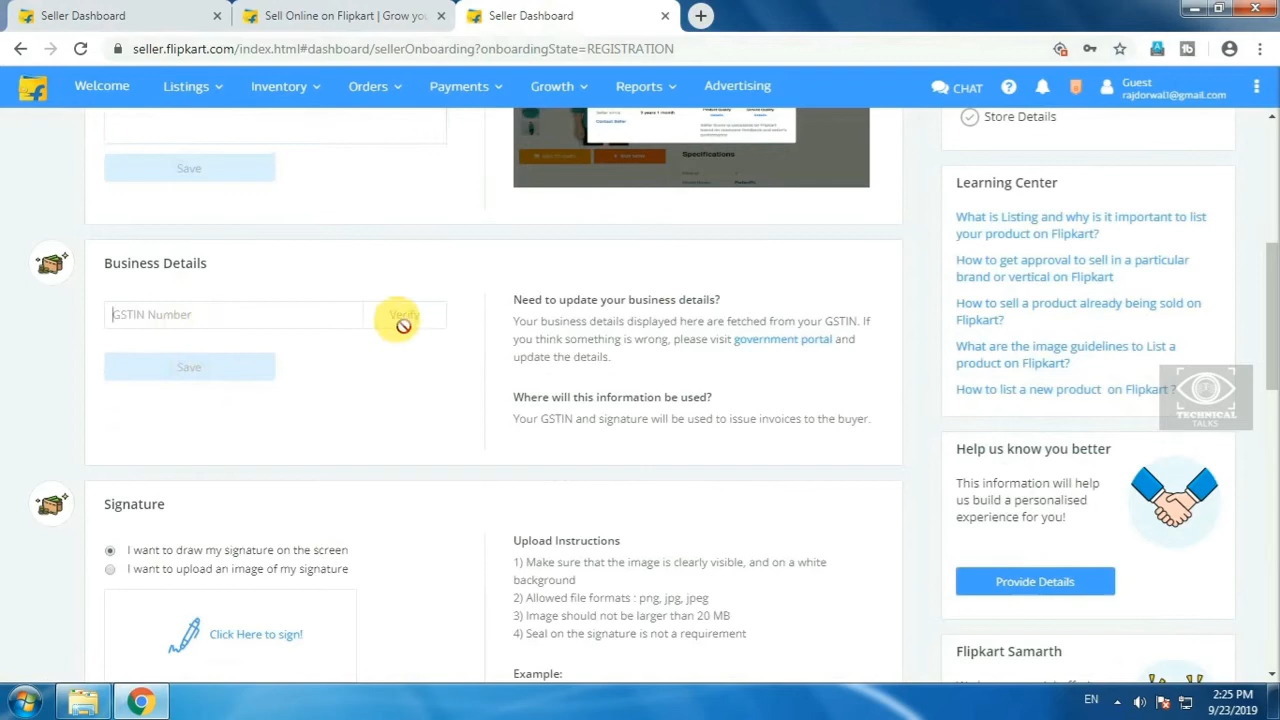 Seller Dashboard
Sell Online on Flipkart | Grow you
Seller Dashboard
seller.flipkart.com/index.html#dashboard/sellerOnboarding?onboardingState=REGISTRATION
Welcome
Listings
Inventory
Orders
Payments
Growth
Reports
Advertising
CHAT
Guest
rajdorwal1@gmail.com
Contact Seller
Specifications
Save
Store Details
Learning Center
What is Listing and why is it important to list
your product on Flipkart?
How to get approval to sell in a particular
brand or vertical on Flipkart
How to sell a product already being sold on
Flipkart?
What are the image guidelines to List a
product on Flipkart?
How to list a new product on Flipkart ?
TECHNICAL
TALKS
Business Details
GSTIN Number
Verify
Save
Need to update your business details?
Your business details displayed here are fetched from your GSTIN. If
you think something is wrong, please visit government portal and
update the details.
Where will this information be used?
Your GSTIN and signature will be used to issue invoices to the buyer.
Help us know you better
This information will help
us build a personalised
experience for you!
Provide Details
Signature
I want to draw my signature on the screen
I want to upload an image of my signature
Click Here to sign!
Upload Instructions
1) Make sure that the image is clearly visible, and on a white
background
2) Allowed file formats : png, jpg, jpeg
3) Image should not be larger than 20 MB
4) Seal on the signature is not a requirement
Example:
Flipkart Samarth
EN
2:25 PM
9/23/2019